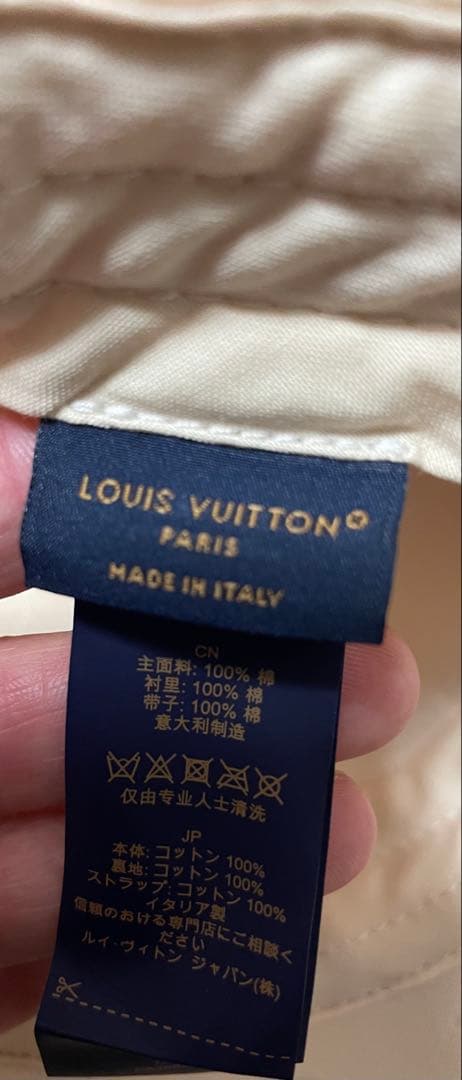 LOUIS VUITTON
PARIS
MADE IN ITALY
CN
主面料: 100% 棉
衬里: 100% 棉
带子: 100% 棉
意大利制造
仅由专业人士清洗
JP
本体: コットン 100%
裏地: コットン 100%
ストラップ: コットン 100%
イタリア製
信頼のおける専門店にご相談く
ださい
ルイ・ヴィトン ジャパン(株)